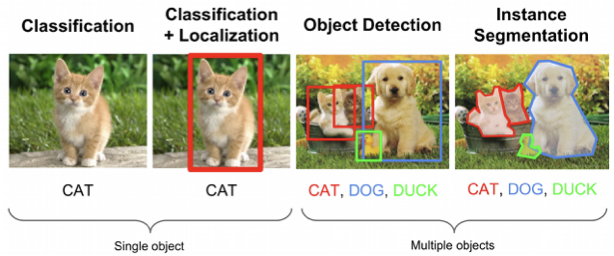 Classification
Classification
+ Localization
Object Detection
Instance
Segmentation
CAT
CAT
CAT, DOG, DUCK
CAT, DOG, DUCK
Single object
Multiple objects